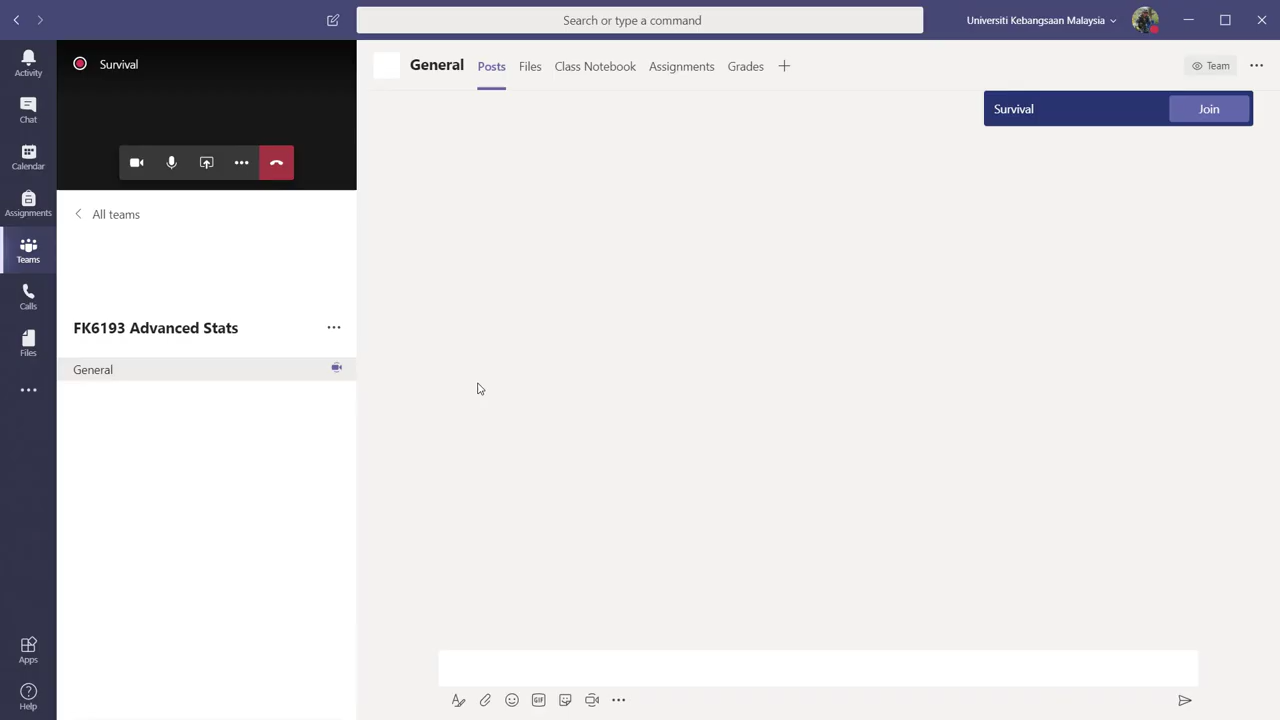 Search or type a command
Universiti Kebangsaan Malaysia
Activity
Chat
Calendar
Assignments
Teams
Calls
Files
Apps
Help
Survival
All teams
FK6193 Advanced Stats
General
General Posts Files Class Notebook Assignments Grades
Team
Survival Join
GIF